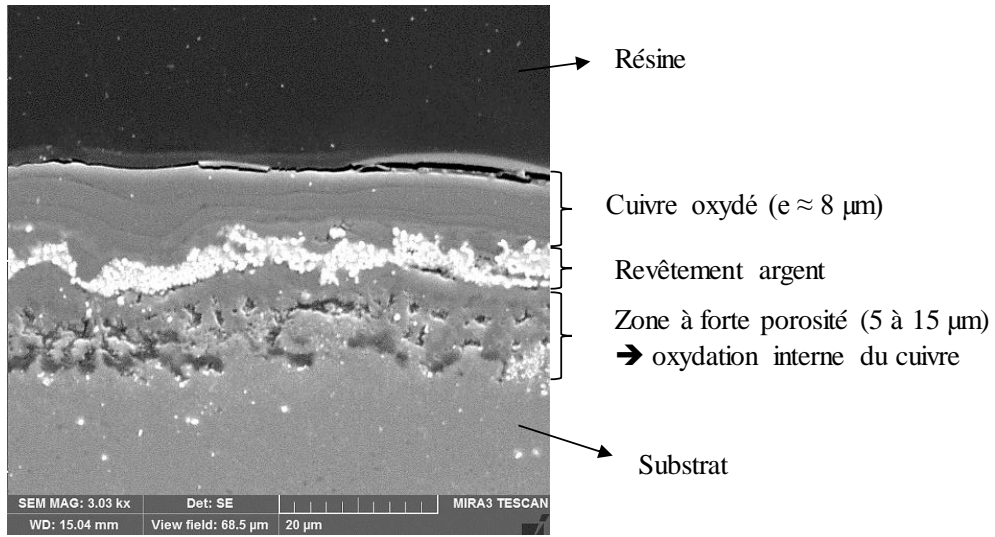 Résine
Cuivre oxydé (e ≈ 8 µm)
Revêtement argent
Zone à forte porosité (5 à 15 µm)
➔ oxydation interne du cuivre
Substrat
SEM MAG: 3.03 kx Det: SE MIRA3 TESCAN
WD: 15.04 mm View field: 68.5 µm 20 µm